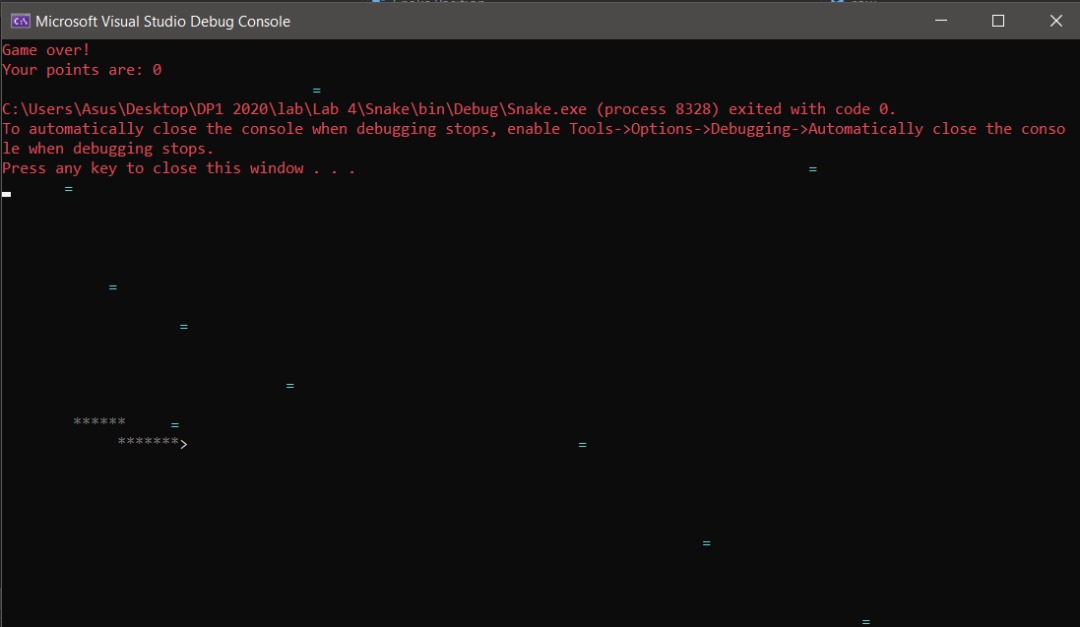 Microsoft Visual Studio Debug Console
Game over!
Your points are: 0
=
C:\Users\Asus\Desktop\DP1 2020\lab\Lab 4\Snake\bin\Debug\Snake.exe (process 8328) exited with code 0.
To automatically close the console when debugging stops, enable Tools->Options->Debugging->Automatically close the conso
le when debugging stops.
Press any key to close this window . . . =
=
=
=
=
****** =
*******> =
=
=